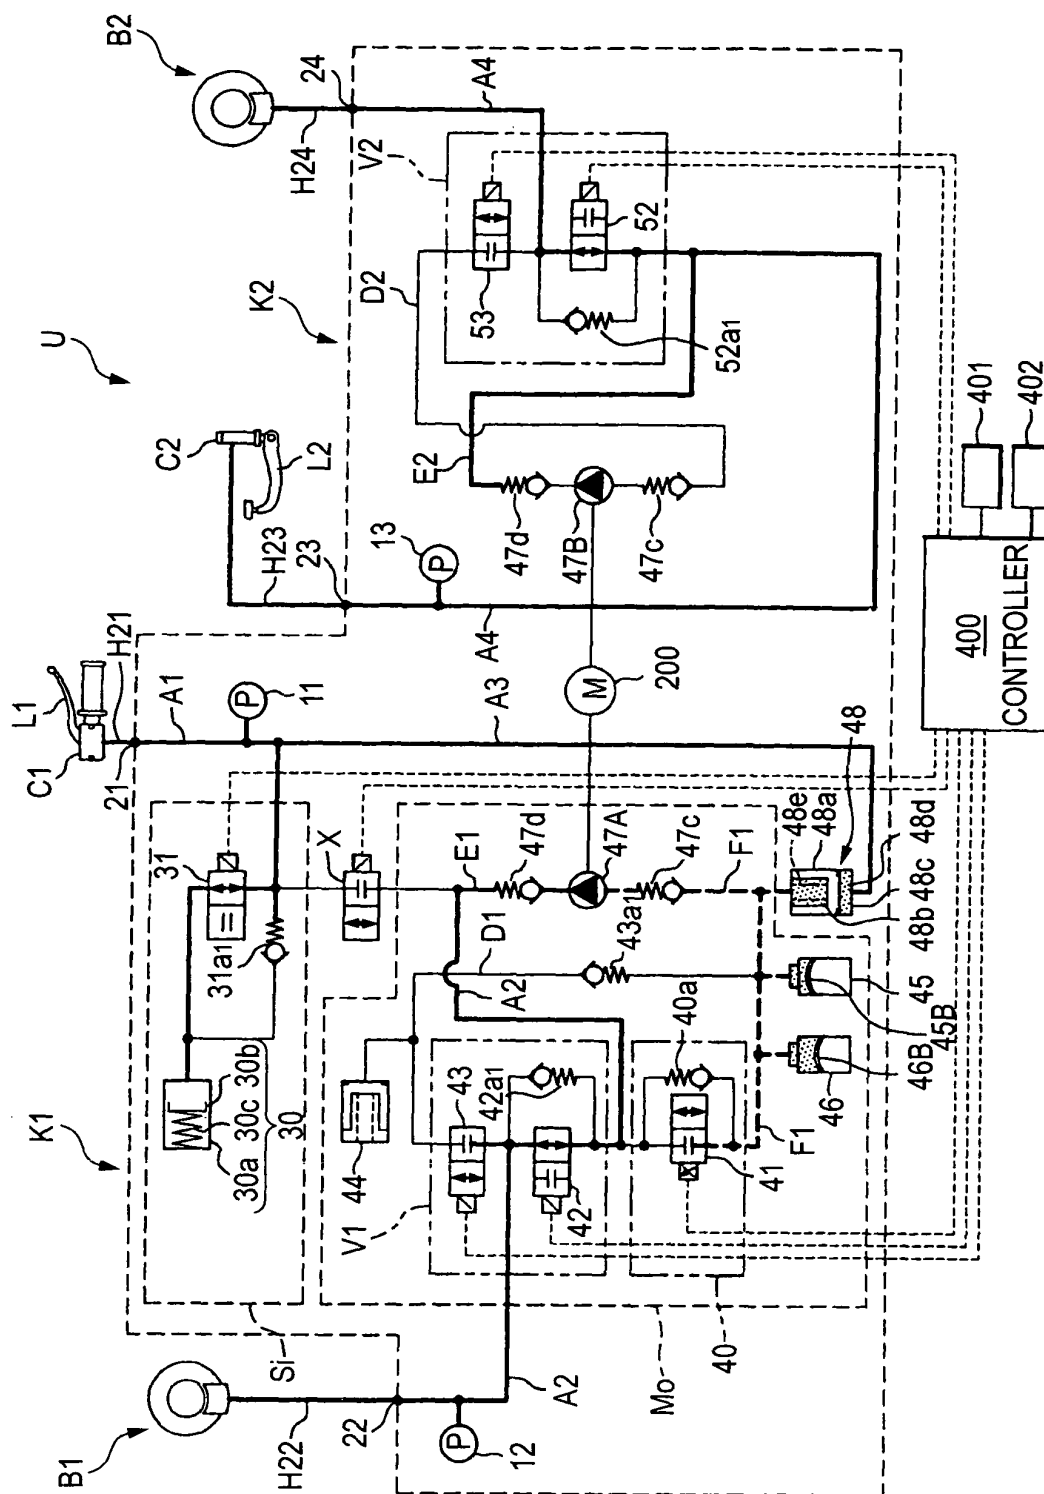 B2
24
A4
H24
V2
K2
53
D2
52
52a1
U
C2
L2
E2
H23
23
13
P
47d
47B
47c
A4
401
402
400
CONTROLLER
L1
C1
H21
21
A1
P
11
A3
M
200
31
X
31a1
E1
47d
47A
47c
F1
48e
48a
48
48d
48c
48b
D1
43a1
A2
K1
30b
30c
30a
30
44
V1
43
42a1
42
40a
41
F1
45
45B
46B
46
40
Mo
Si
B1
H22
22
P
12
A2